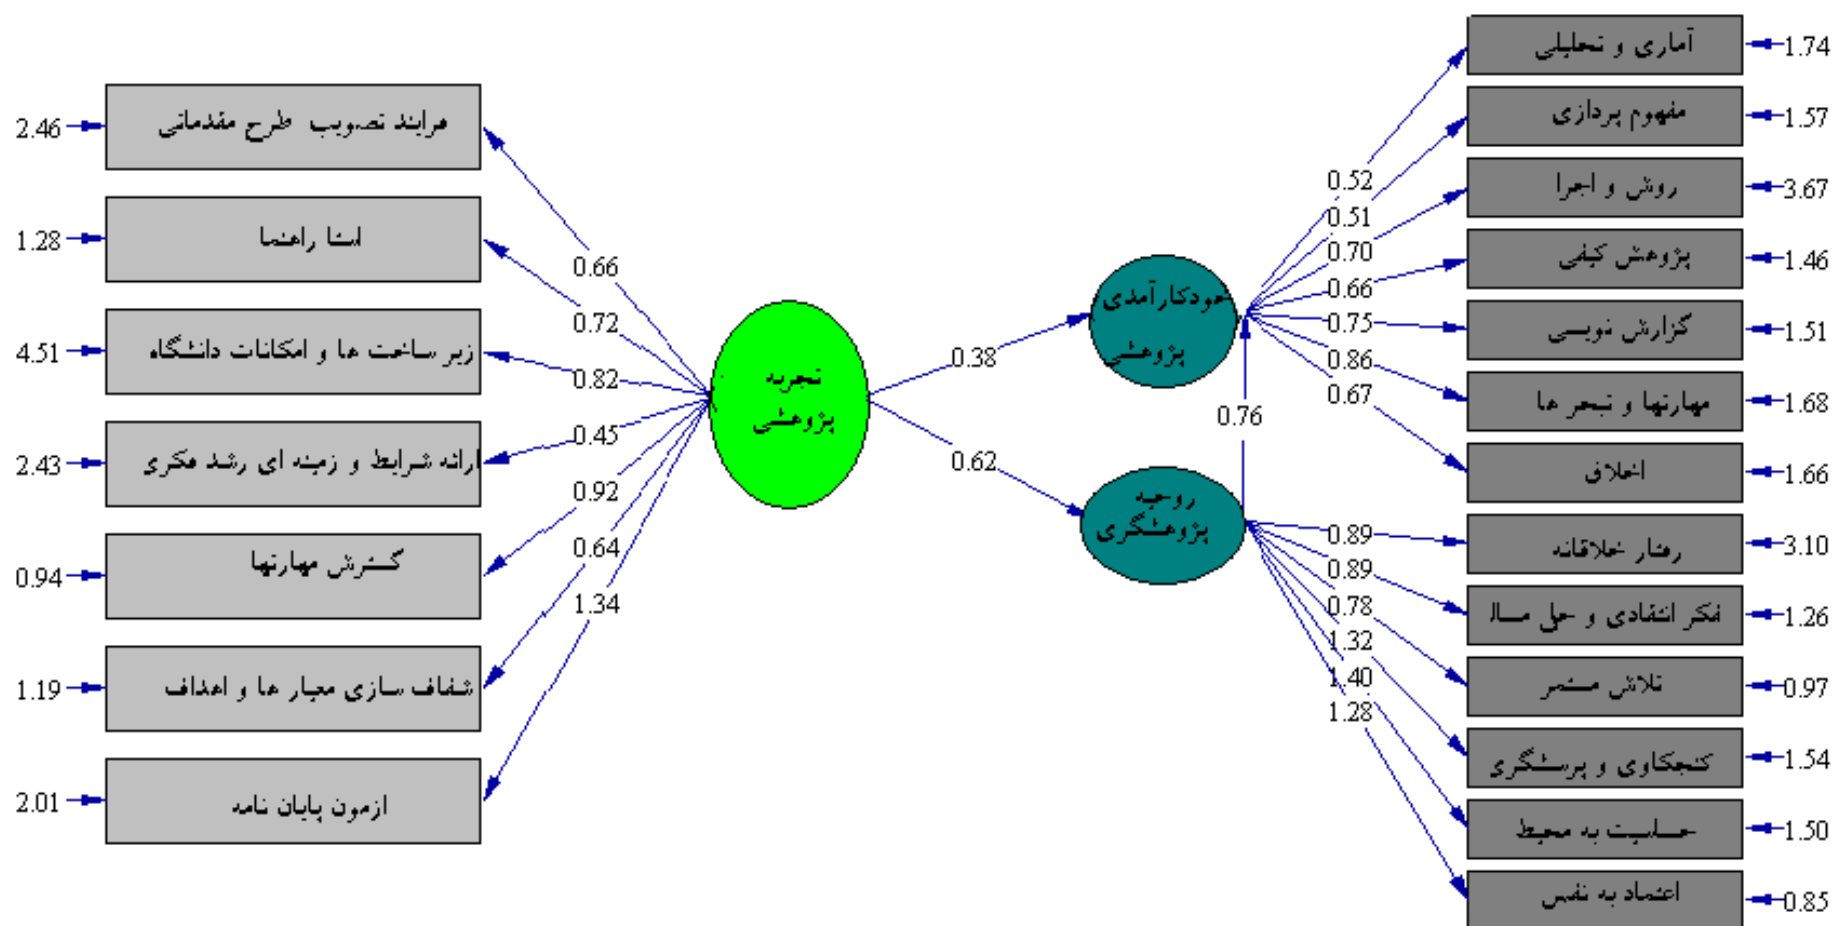 2.46
فرایند تصویب طرح مقدماتی
1.28
استا راهنما
4.51
زیر ساخت ها و امکانات دانشگاه
2.43
ارائه شرایط و زمینه ای رشد فکری
0.94
گسترش مهارتها
1.19
شفاف سازی معیار ها و اهداف
2.01
ازمون پایان نامه
0.66
0.72
0.82
0.45
0.92
0.64
1.34
تجربه
پژوهشی
0.38
0.62
خودکارآمدی
پژوهشی
0.76
روحیه
پژوهشگری
0.52
0.51
0.70
0.66
0.75
0.86
0.67
0.89
0.89
0.78
1.32
1.40
1.28
آماری و تحلیلی
1.74
مفهوم پردازی
1.57
روش و اجرا
3.67
پژوهش کیفی
1.46
گزارش نویسی
1.51
مهارتها و تبحر ها
1.68
اخلاق
1.66
رفتار خلاقانه
3.10
فکر انتقادی و حل مسال
1.26
تلاش مستمر
0.97
کنجکاوی و پرسشگری
1.54
حساسیت به محیط
1.50
اعتماد به نفس
0.85